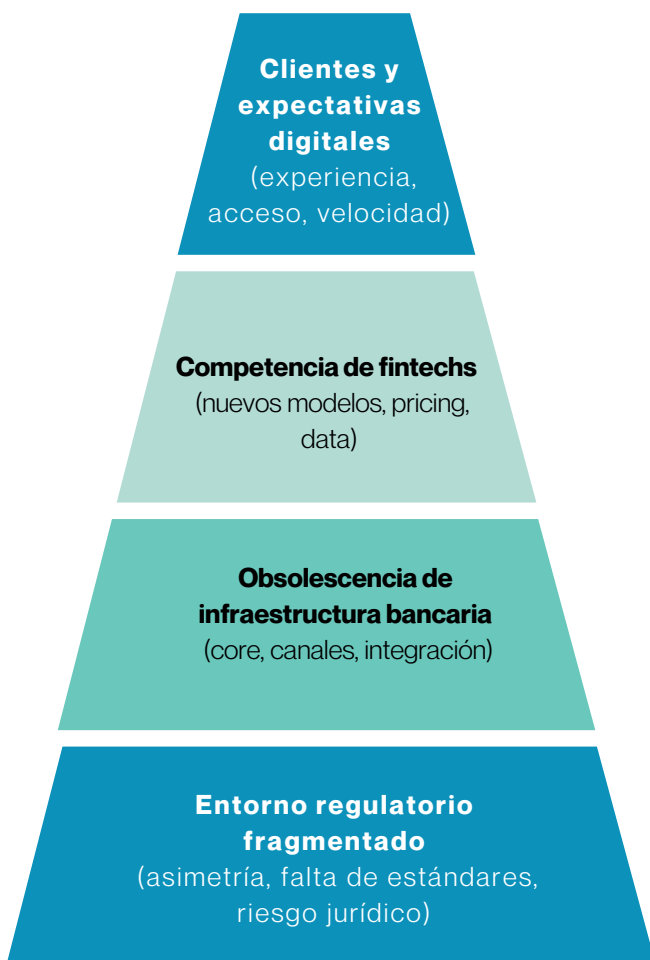 Clientes y
expectativas
digitales
(experiencia,
acceso, velocidad)
Competencia de fintechs
(nuevos modelos, pricing,
data)
Obsolescencia de
infraestructura bancaria
(core, canales, integración)
Entorno regulatorio
fragmentado
(asimetría, falta de estándares,
riesgo jurídico)